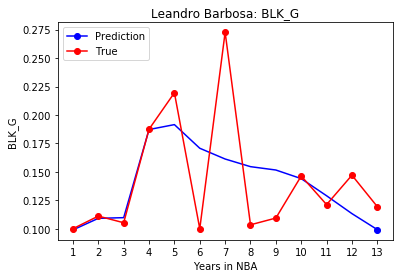 Leandro Barbosa: BLK_G
Prediction
True
0.275
0.250
0.225
0.200
0.175
0.150
0.125
0.100
BLK_G
1 2 3 4 5 6 7 8 9 10 11 12 13
Years in NBA